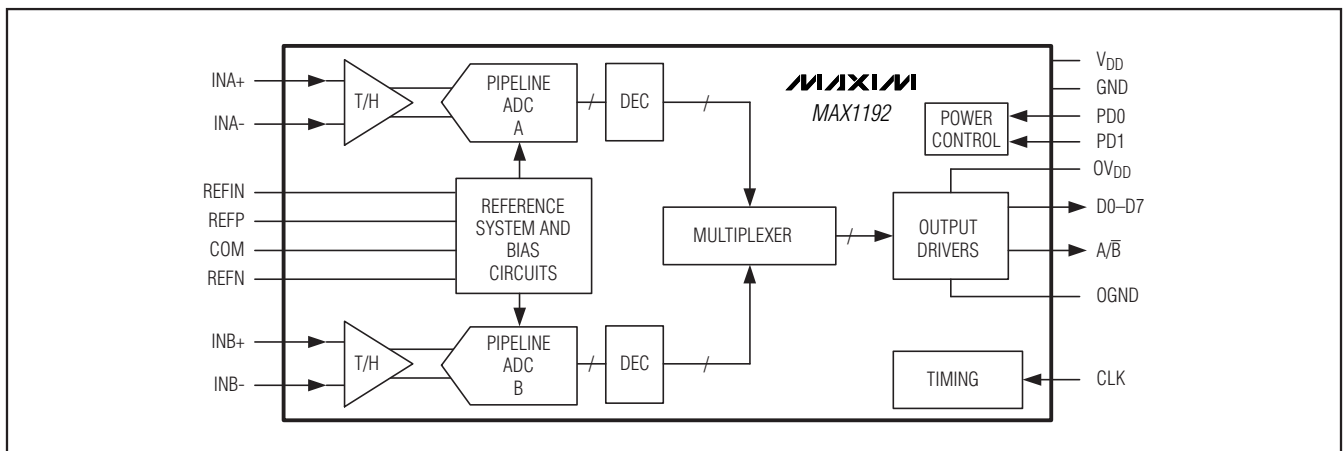 INA+
INA-
T/H
PIPELINE
ADC
A
DEC
MAXIM
MAX1192
POWER
CONTROL
VDD
GND
PD0
PD1
OVDD
REFIN
REFP
COM
REFN
REFERENCE
SYSTEM AND
BIAS
CIRCUITS
MULTIPLEXER
OUTPUT
DRIVERS
D0–D7
A/B̅
OGND
INB+
INB-
T/H
PIPELINE
ADC
B
DEC
TIMING
CLK